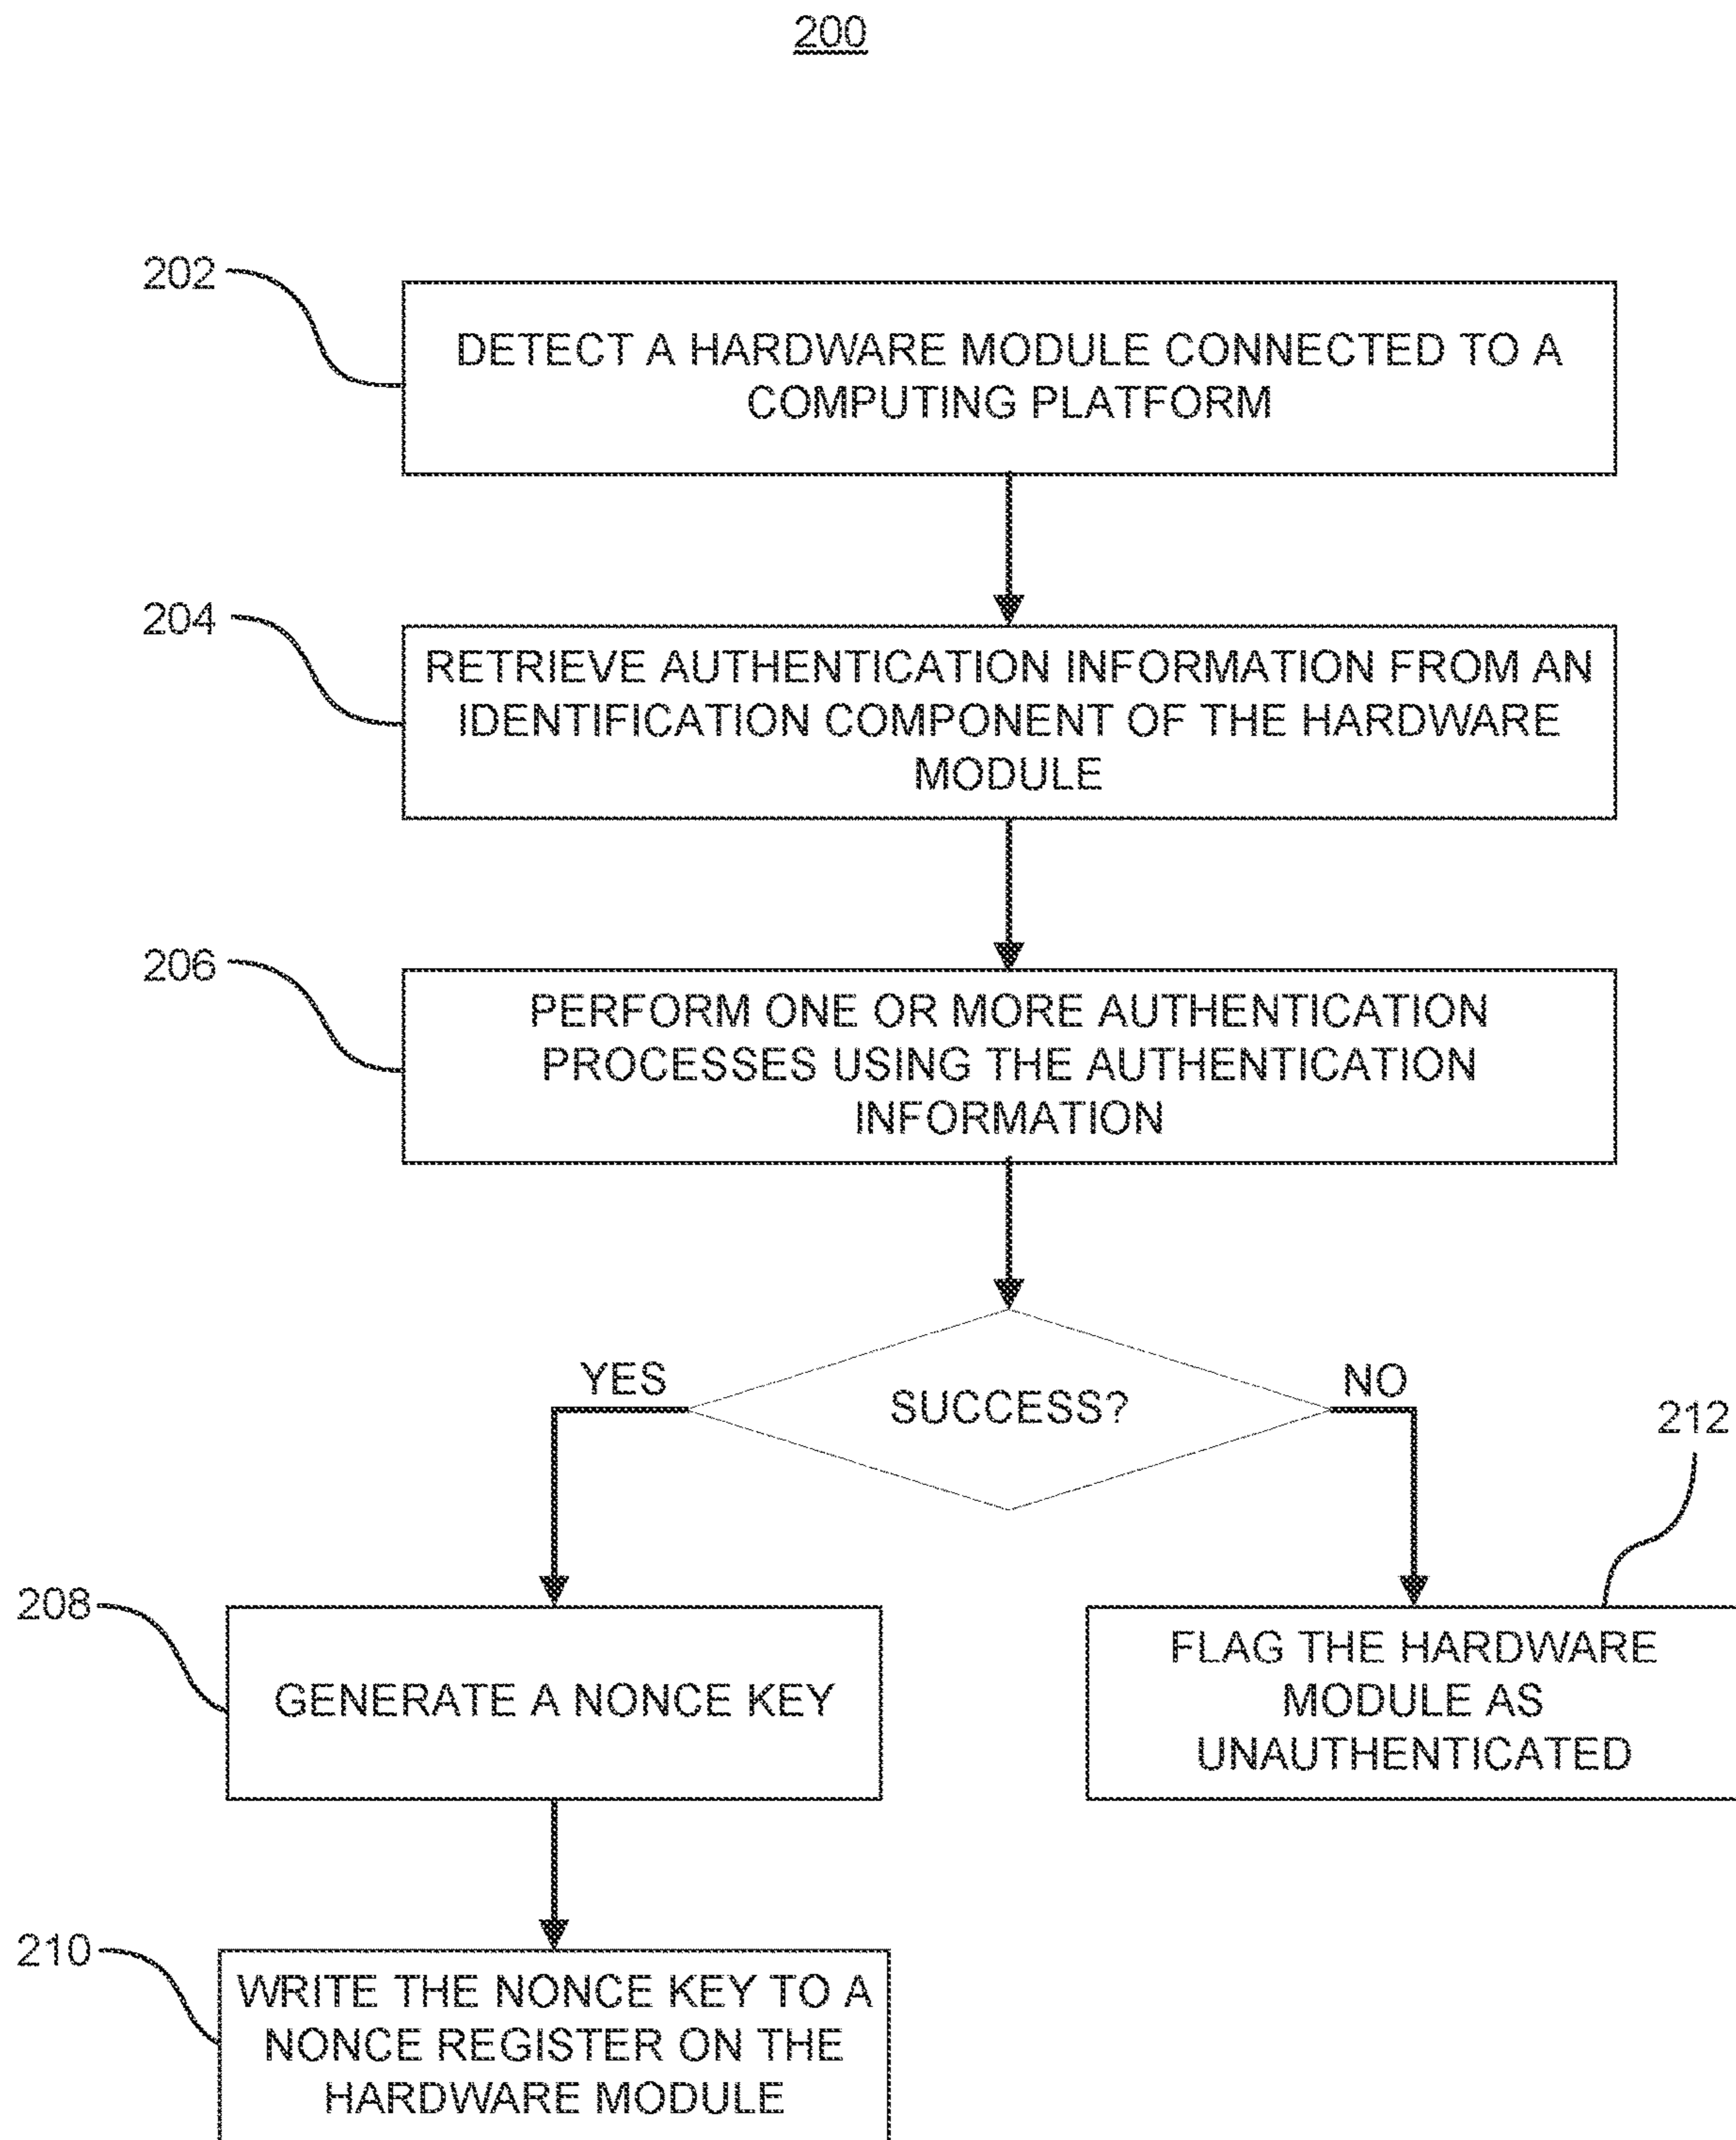 200
202
DETECT A HARDWARE MODULE CONNECTED TO A
COMPUTING PLATFORM
204
RETRIEVE AUTHENTICATION INFORMATION FROM AN
IDENTIFICATION COMPONENT OF THE HARDWARE
MODULE
206
PERFORM ONE OR MORE AUTHENTICATION
PROCESSES USING THE AUTHENTICATION
INFORMATION
YES
SUCCESS?
NO
212
208
GENERATE A NONCE KEY
FLAG THE HARDWARE
MODULE AS
UNAUTHENTICATED
210
WRITE THE NONCE KEY TO A
NONCE REGISTER ON THE
HARDWARE MODULE